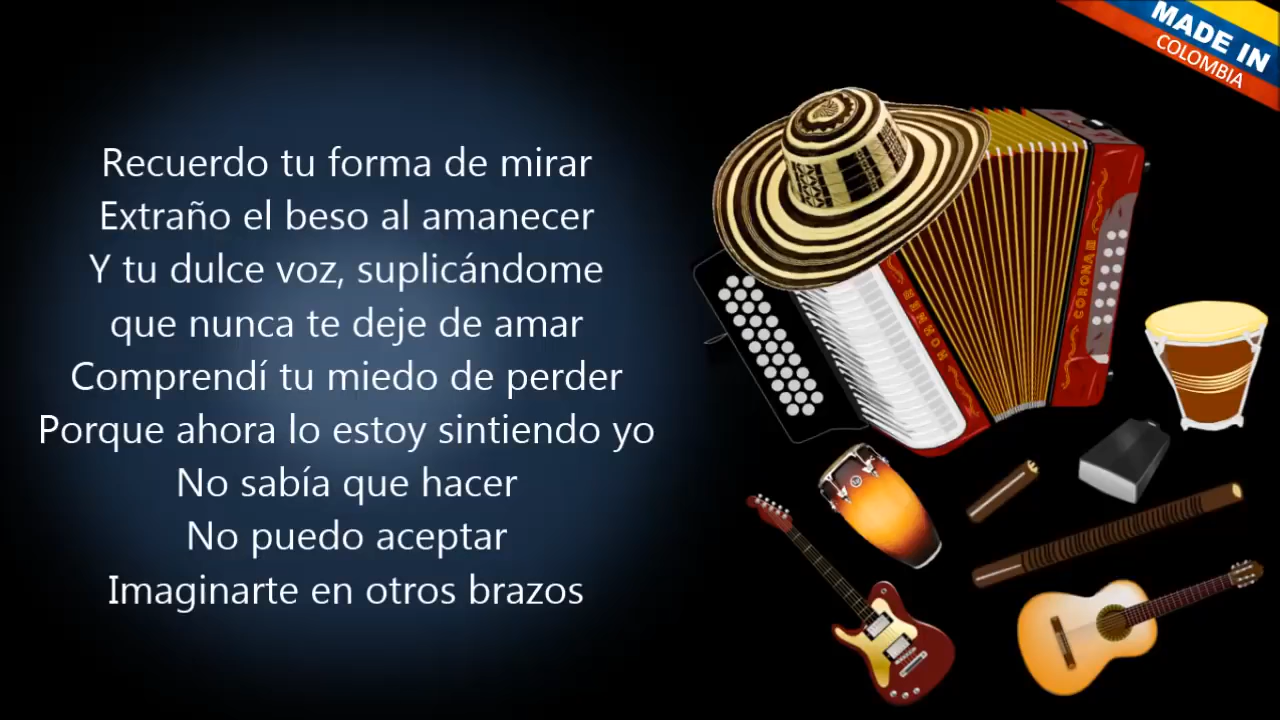 MADE IN
COLOMBIA
Recuerdo tu forma de mirar
Extraño el beso al amanecer
Y tu dulce voz, suplicándome
que nunca te deje de amar
Comprendí tu miedo de perder
Porque ahora lo estoy sintiendo yo
No sabía que hacer
No puedo aceptar
Imaginarte en otros brazos
CORONA III
HOHNER